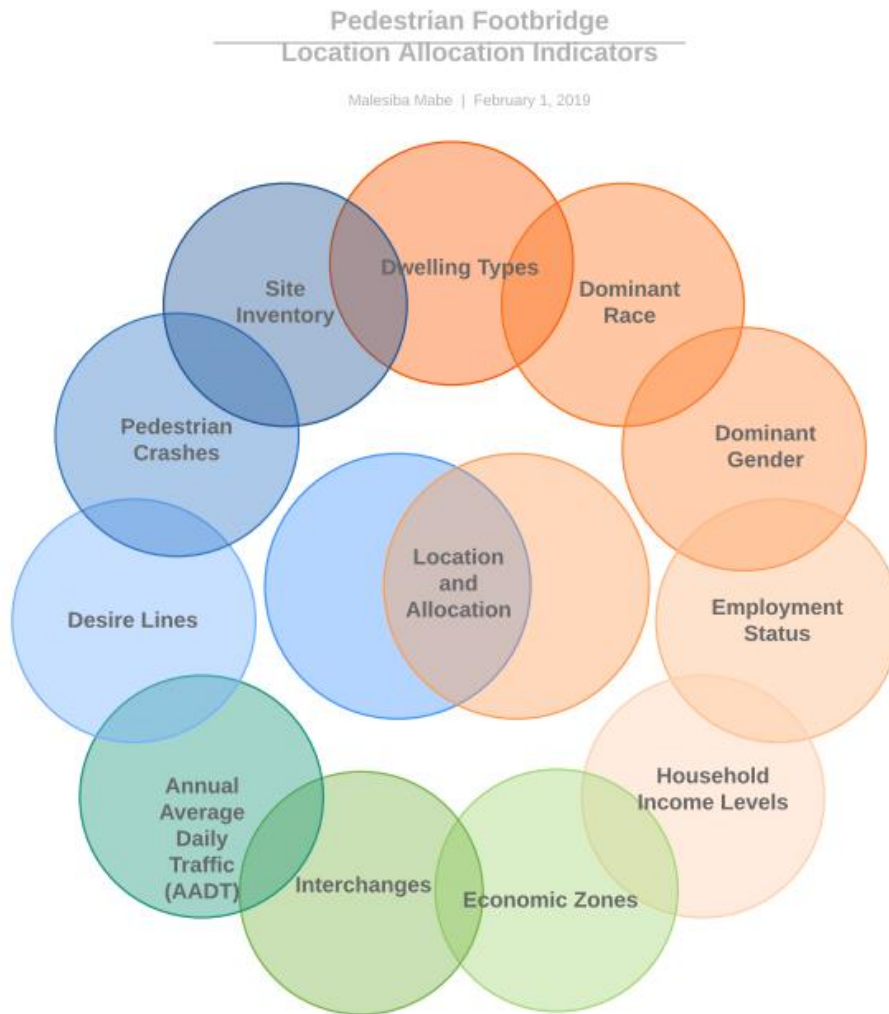 Pedestrian Footbridge
Location Allocation Indicators
Malesiba Mabe | February 1, 2019
Dwelling Types
Site
Inventory
Dominant
Race
Pedestrian
Crashes
Dominant
Gender
Location
and
Allocation
Desire Lines
Employment
Status
Annual
Average
Daily
Traffic
(AADT)
Household
Income Levels
Interchanges
Economic Zones